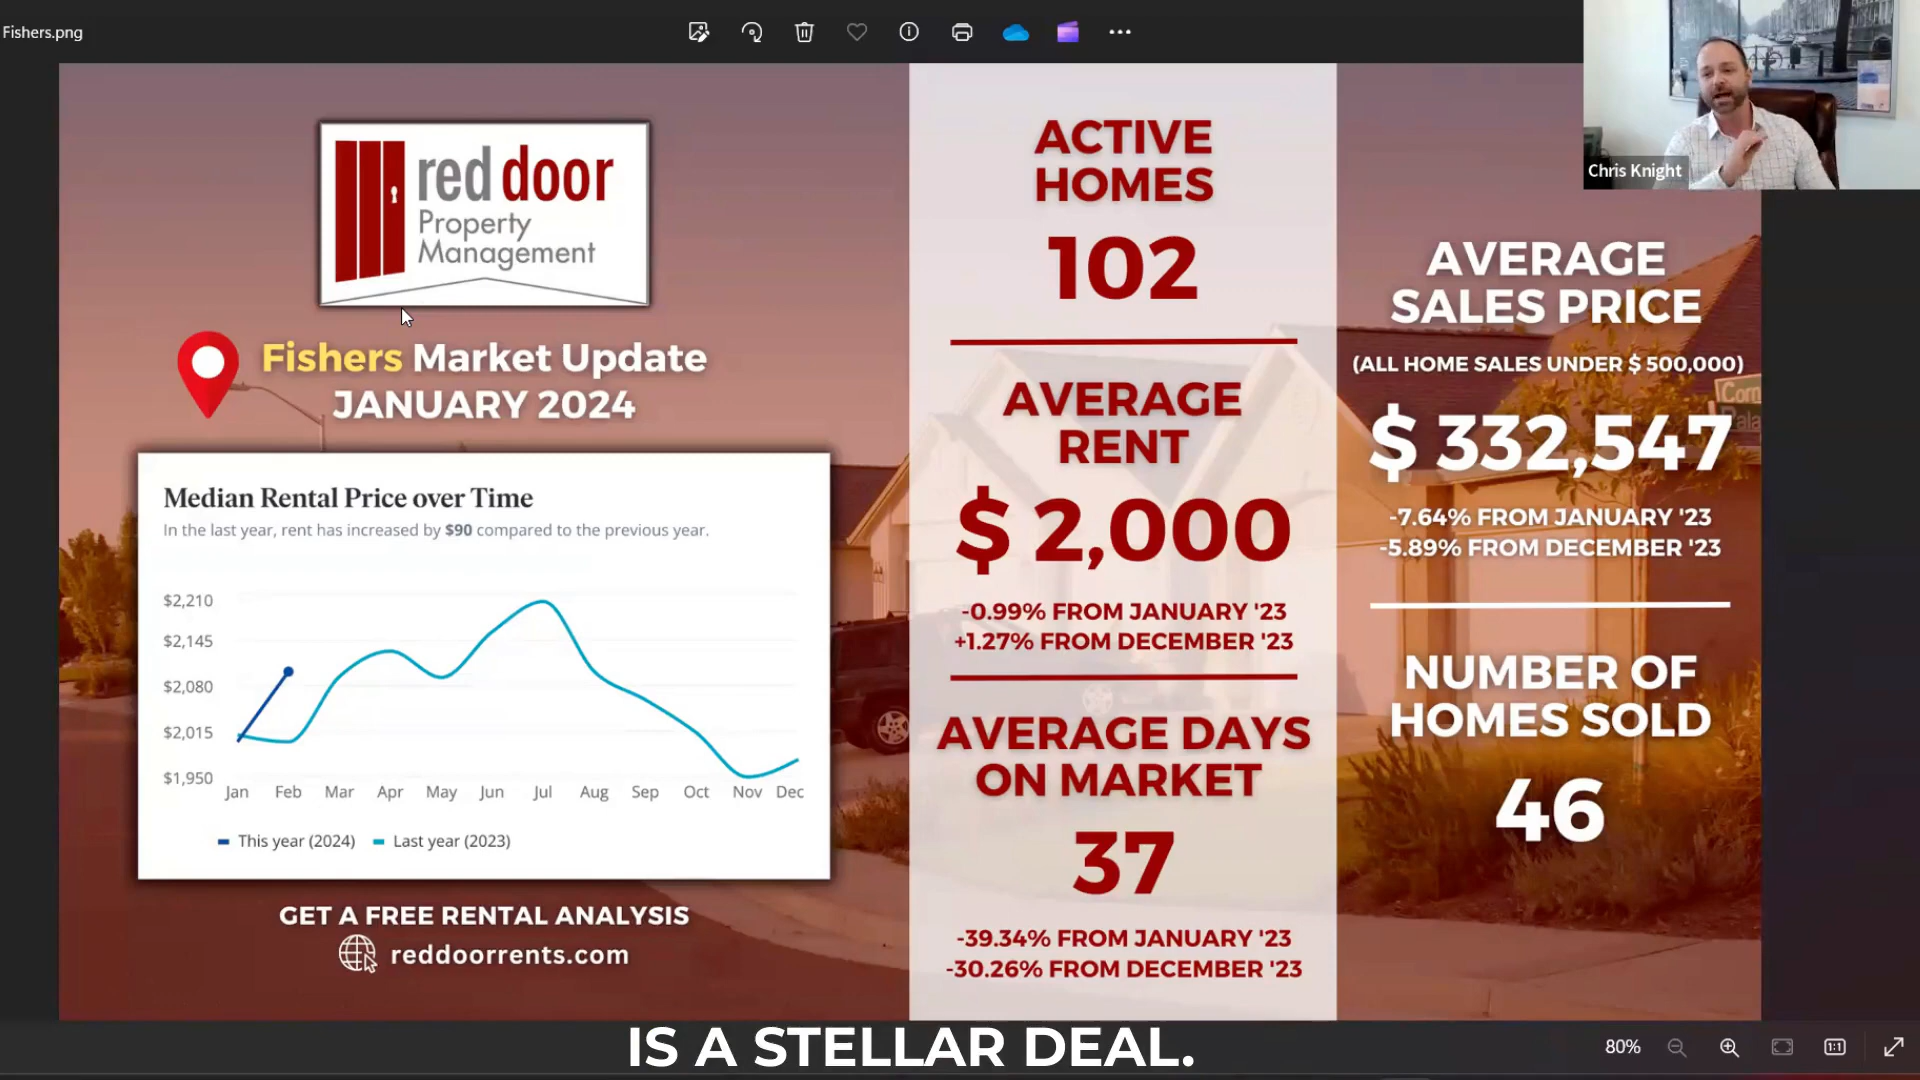 Fishers.png
Chris Knight
red door
Property
Management
Fishers Market Update
JANUARY 2024
Median Rental Price over Time
In the last year, rent has increased by $90 compared to the previous year.
$2,210
$2,145
$2,080
$2,015
$1,950
Jan Feb Mar Apr May Jun Jul Aug Sep Oct Nov Dec
This year (2024) Last year (2023)
GET A FREE RENTAL ANALYSIS
reddoorrents.com
ACTIVE
HOMES
102
AVERAGE
RENT
$ 2,000
-0.99% FROM JANUARY '23
+1.27% FROM DECEMBER '23
AVERAGE DAYS
ON MARKET
37
-39.34% FROM JANUARY '23
-30.26% FROM DECEMBER '23
AVERAGE
SALES PRICE
(ALL HOME SALES UNDER $ 500,000)
$ 332,547
-7.64% FROM JANUARY '23
-5.89% FROM DECEMBER '23
NUMBER OF
HOMES SOLD
46
IS A STELLAR DEAL.
80%
1:1